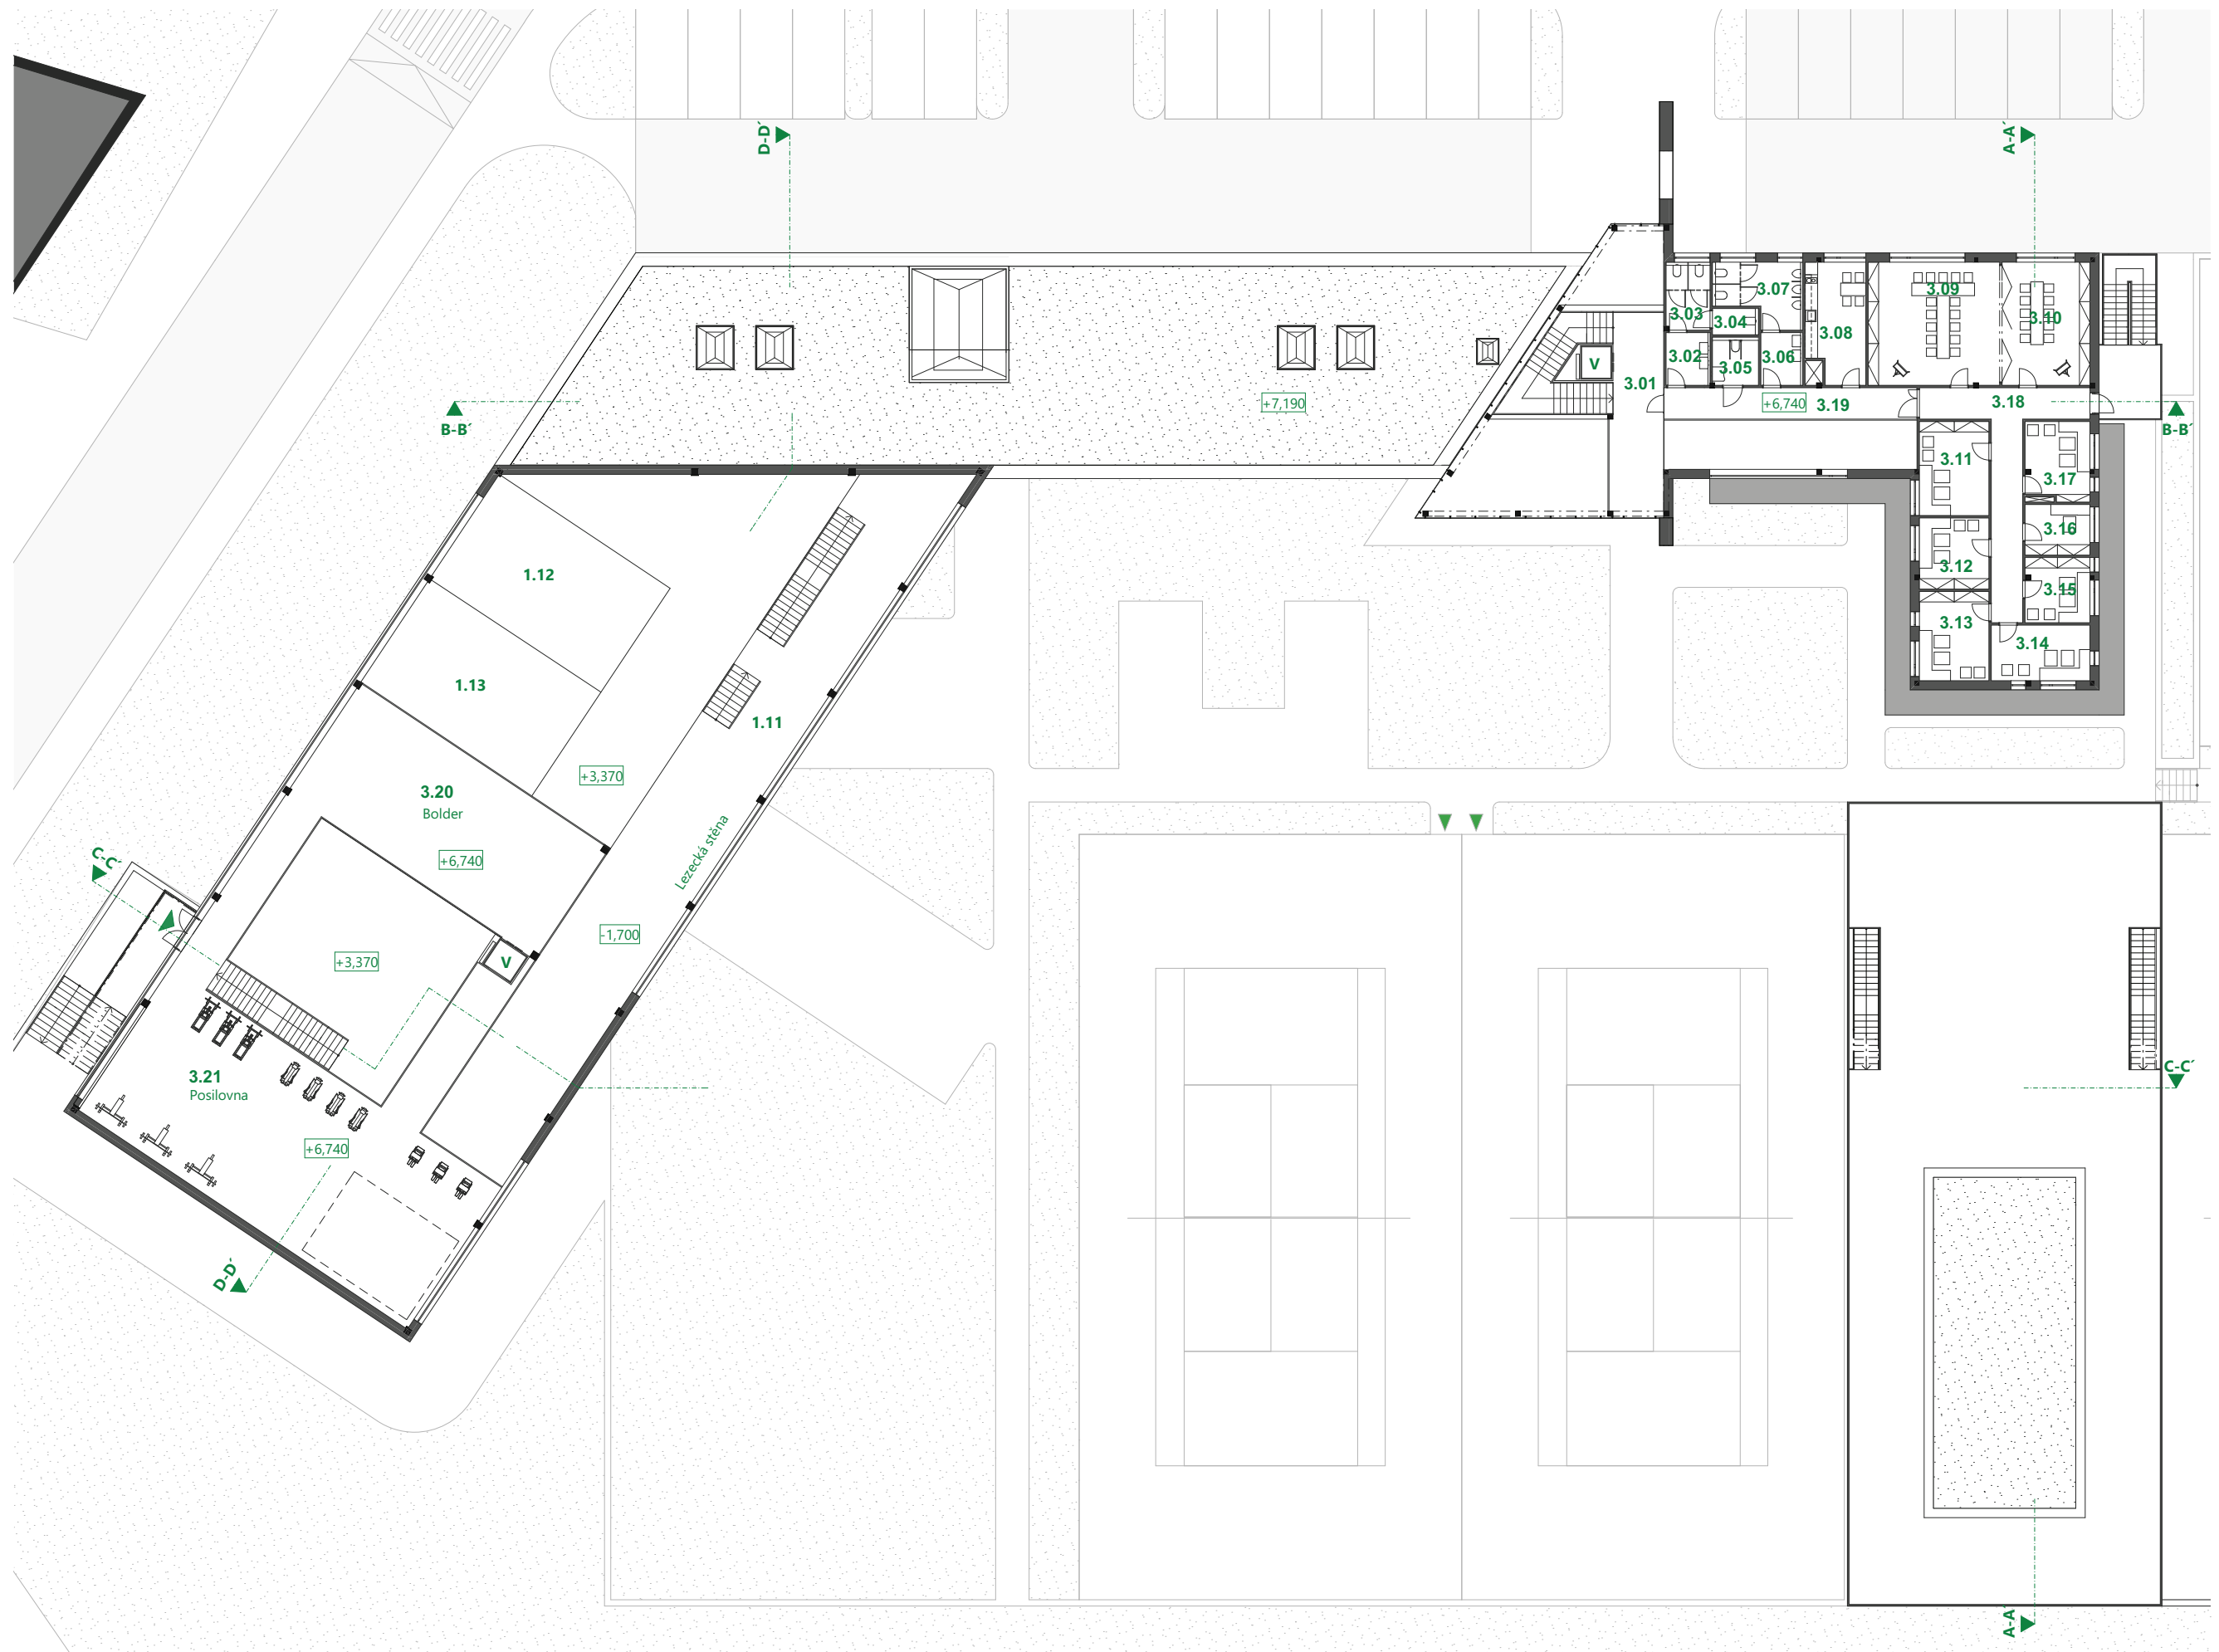 D-D´
A-A´
3.07
3.09
3.10
3.03
3.04
3.08
3.02
3.06
3.05
V
3.01
+7,190
+6,740
3.19
3.18
B-B´
B-B´
3.11
3.17
3.16
3.12
3.15
3.13
3.14
1.12
1.13
1.11
+3,370
3.20
Bolder
+6,740
Lezecká stěna
C-C´
-1,700
+3,370
V
3.21
Posilovna
+6,740
C-C´
D-D´
A-A´